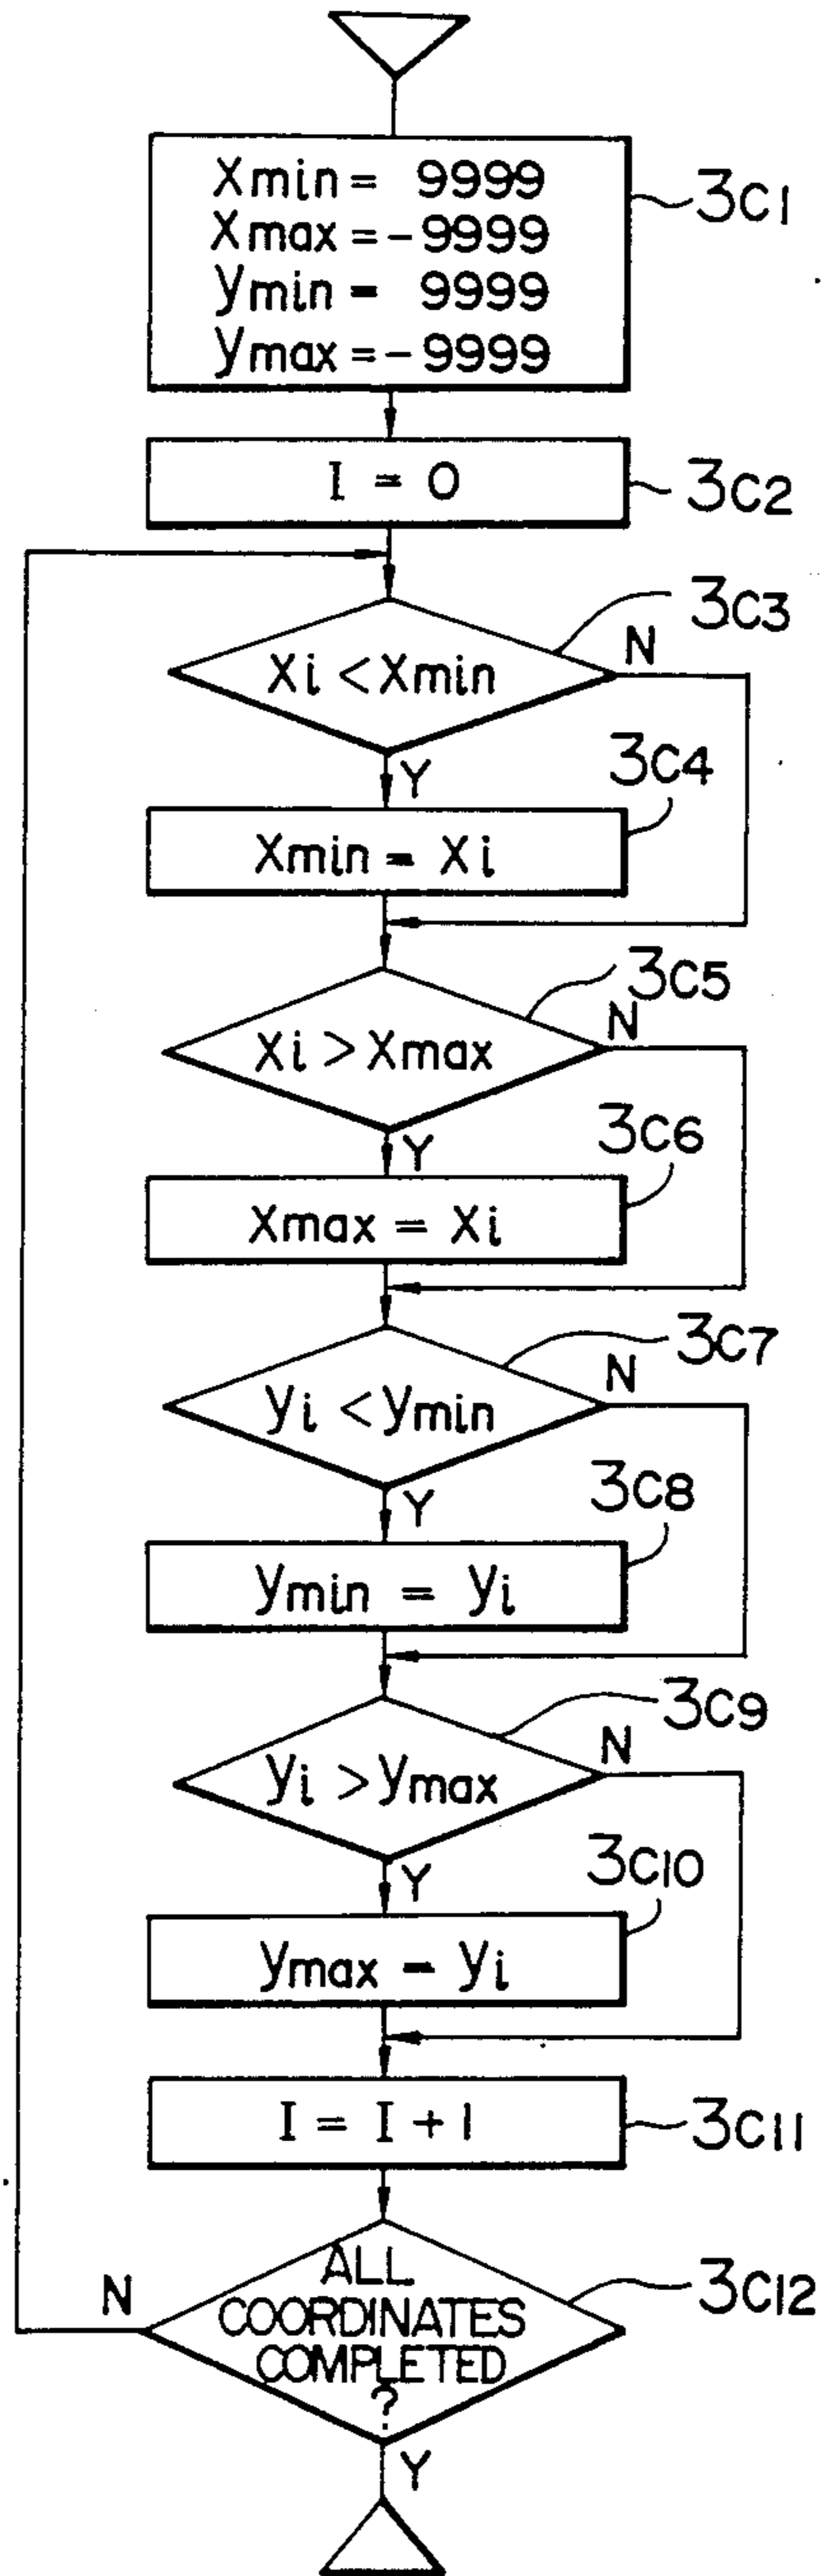 Xmin = 9999
Xmax = -9999
ymin = 9999
ymax = -9999
3C1
I = 0
3C2
3C3
Xi < Xmin
N
Y
3C4
Xmin = Xi
3C5
Xi > Xmax
N
Y
3C6
Xmax = Xi
3C7
yi < ymin
N
Y
3C8
ymin = yi
3C9
yi > ymax
N
Y
3C10
ymax − yi
I = I + 1
3C11
N
ALL
COORDINATES
COMPLETED
?
3C12
Y